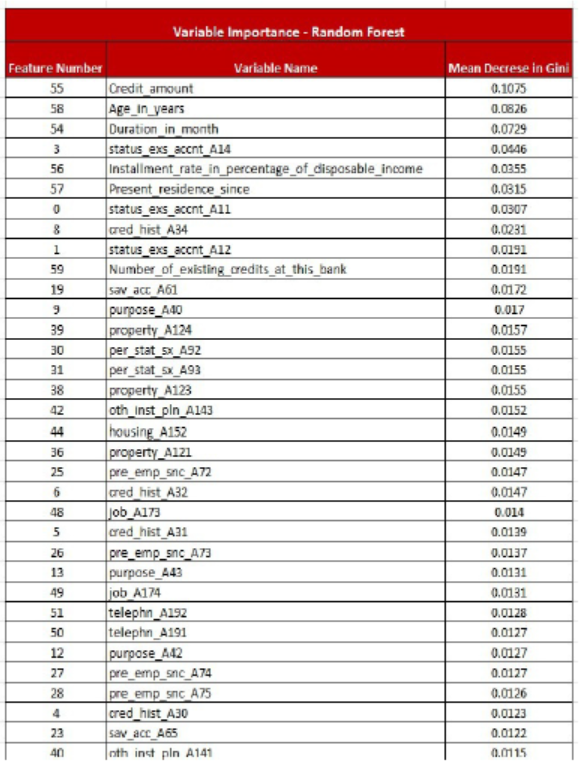 Variable Importance - Random Forest
Feature Number Variable Name Mean Decrese in Gini
55 Credit_amount 0.1075
58 Age_in_years 0.0826
54 Duration_in_month 0.0729
3 status_exs_accnt_A14 0.0446
56 Installment_rate_in_percentage_of_disposable_income 0.0355
57 Present_residence_since 0.0315
0 status_exs_accnt_A11 0.0307
8 cred_hist_A34 0.0231
1 status_exs_accnt_A12 0.0191
59 Number_of_existing_credits_at_this_bank 0.0191
19 sav_acc_A61 0.0172
9 purpose_A40 0.017
39 property_A124 0.0157
30 per_stat_sx_A92 0.0155
31 per_stat_sx_A93 0.0155
38 property_A123 0.0155
42 oth_inst_pln_A143 0.0152
44 housing_A152 0.0149
36 property_A121 0.0149
25 pre_emp_snc_A72 0.0147
6 cred_hist_A32 0.0147
48 job_A173 0.014
5 cred_hist_A31 0.0139
26 pre_emp_snc_A73 0.0137
13 purpose_A43 0.0131
49 job_A174 0.0131
51 telephn_A192 0.0128
50 telephn_A191 0.0127
12 purpose_A42 0.0127
27 pre_emp_snc_A74 0.0127
28 pre_emp_snc_A75 0.0126
4 cred_hist_A30 0.0123
23 sav_acc_A65 0.0122
40 oth_inst_pln_A141 0.0115